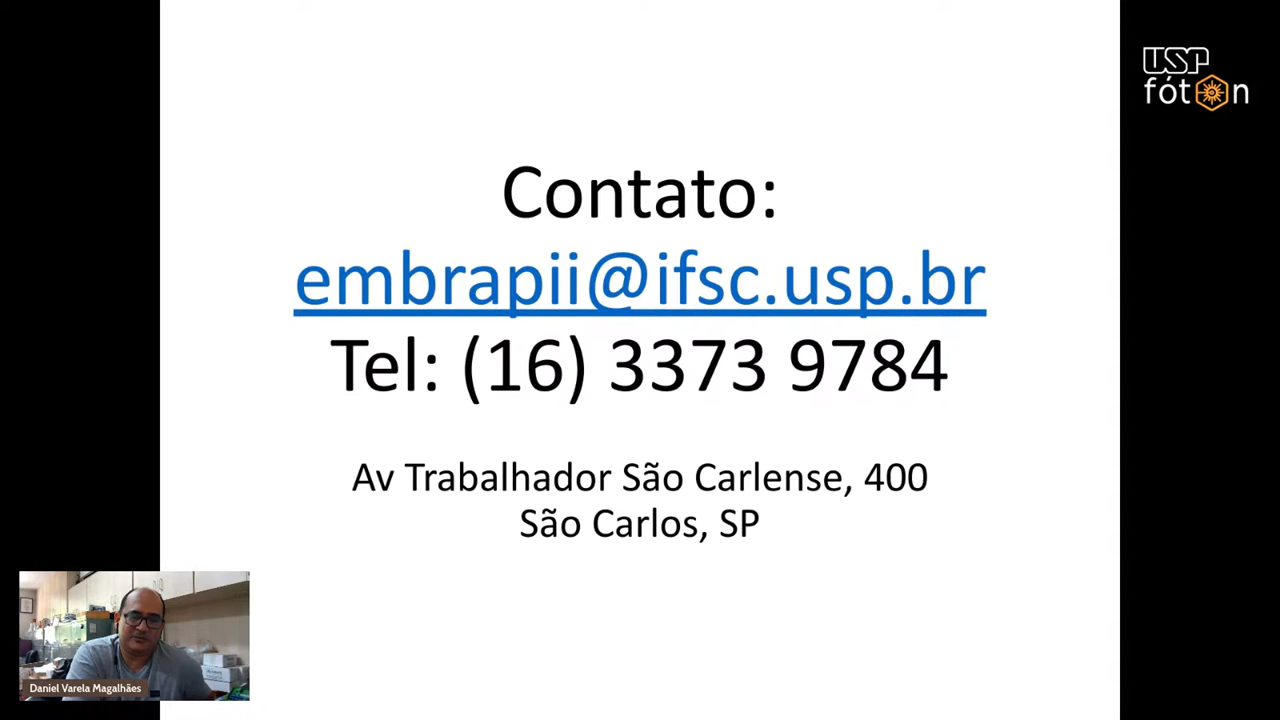 USP
fóton
Contato:
embrapii@ifsc.usp.br
Tel: (16) 3373 9784
Av Trabalhador São Carlense, 400
São Carlos, SP
Daniel Varela Magalhães